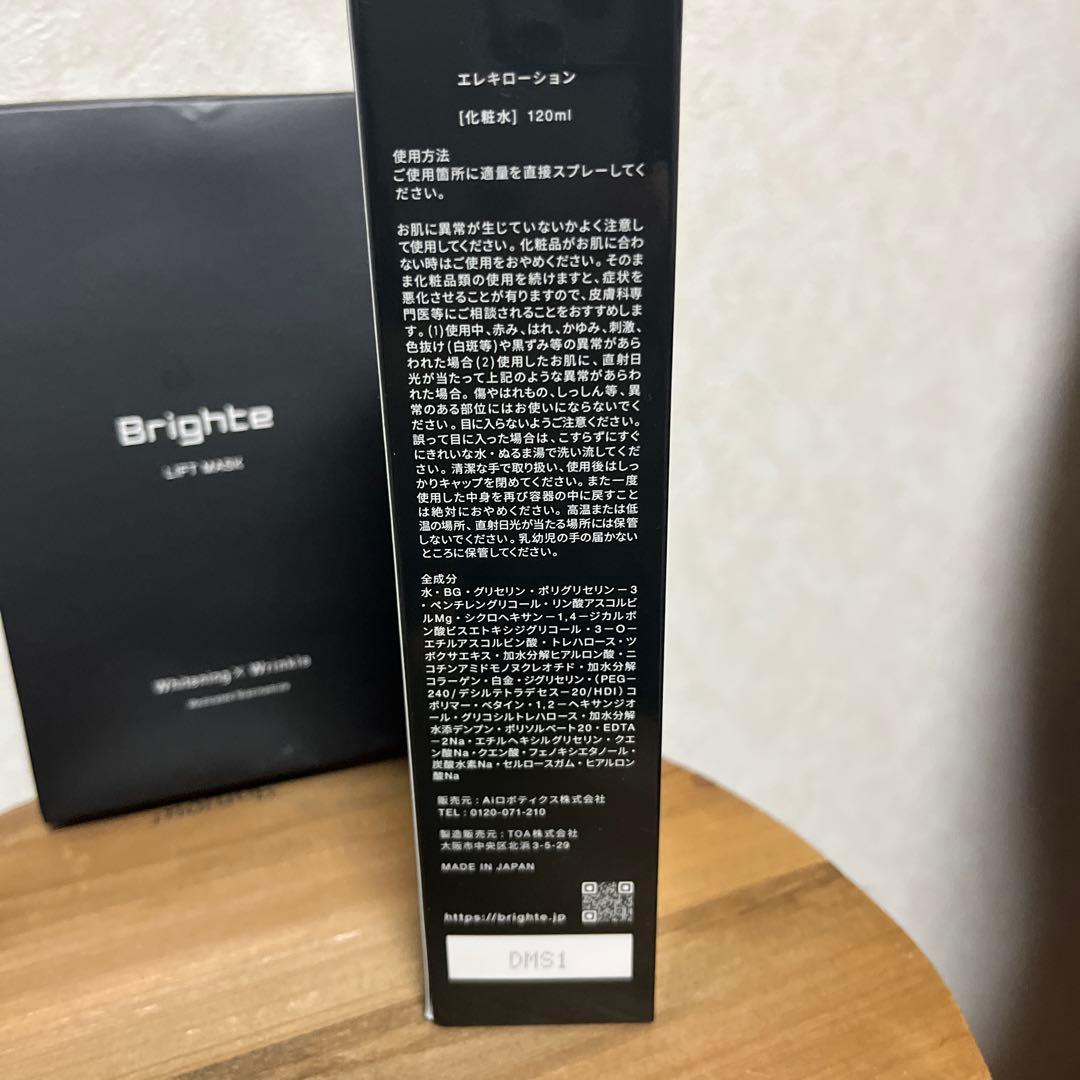 エレキローション
[化粧水] 120ml
使用方法
ご使用箇所に適量を直接スプレーしてく
ださい。
お肌に異常が生じていないかよく注意し
て使用してください。化粧品がお肌に合わ
ない時はご使用をおやめください。そのま
ま化粧品類の使用を続けますと、症状を
悪化させることが有りますので、皮膚科専
門医等にご相談されることをおすすめしま
す。(1)使用中、赤み、はれ、かゆみ、刺激、
色抜け(白斑等)や黒ずみ等の異常があら
われた場合(2)使用したお肌に、直射日
光が当たって上記のような異常があらわ
れた場合。傷やはれもの、しっしん等、異
常のある部位にはお使いにならないでく
ださい。目に入らないようご注意ください。
誤って目に入った場合は、こすらずにすぐ
にきれいな水・ぬるま湯で洗い流してくだ
さい。清潔な手で取り扱い、使用後はしっ
かりキャップを閉めてください。また一度
使用した中身を再び容器の中に戻すこと
は絶対におやめください。高温または低
温の場所、直射日光が当たる場所には保管
しないでください。乳幼児の手の届かない
ところに保管してください。
全成分
水・BG・グリセリン・ポリグリセリン－3
・ペンチレングリコール・リン酸アスコルビ
ルMg・シクロヘキサン－1,4－ジカルボ
ン酸ビスエトキシジグリコール・3－O－
エチルアスコルビン酸・トレハロース・ツ
ボクサエキス・加水分解ヒアルロン酸・ニ
コチンアミドモノヌクレオチド・加水分解
コラーゲン・白金・ジグリセリン・(PEG－
240/デシルテトラデセス－20/HDI)コ
ポリマー・ベタイン・1,2－ヘキサンジオ
ール・グリコシルトレハロース・加水分解
水添デンプン・ポリソルベート20・EDTA
－2Na・エチルヘキシルグリセリン・クエ
ン酸Na・クエン酸・フェノキシエタノール・
炭酸水素Na・セルロースガム・ヒアルロン
酸Na
販売元：Aiロボティクス株式会社
TEL：0120-071-210
製造販売元：TOA株式会社
大阪市中央区北浜3-5-29
MADE IN JAPAN
https://brighte.jp
DMS1
Brighte
LIFT MASK
Whitening × Wrinkle